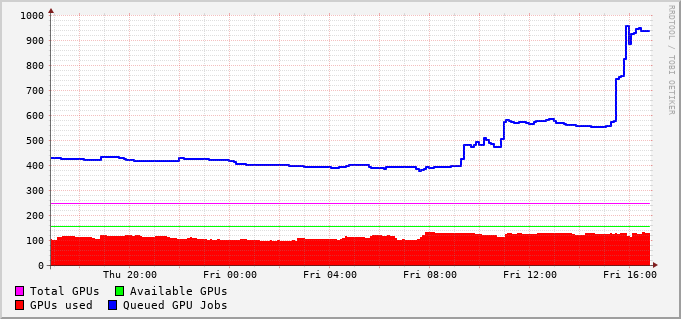 1000
900
800
700
600
500
400
300
200
100
0
Thu 20:00 Fri 00:00 Fri 04:00 Fri 08:00 Fri 12:00 Fri 16:00
Total GPUs Available GPUs
GPUs used Queued GPU Jobs
RRDTOOL / TOBI OETIKER